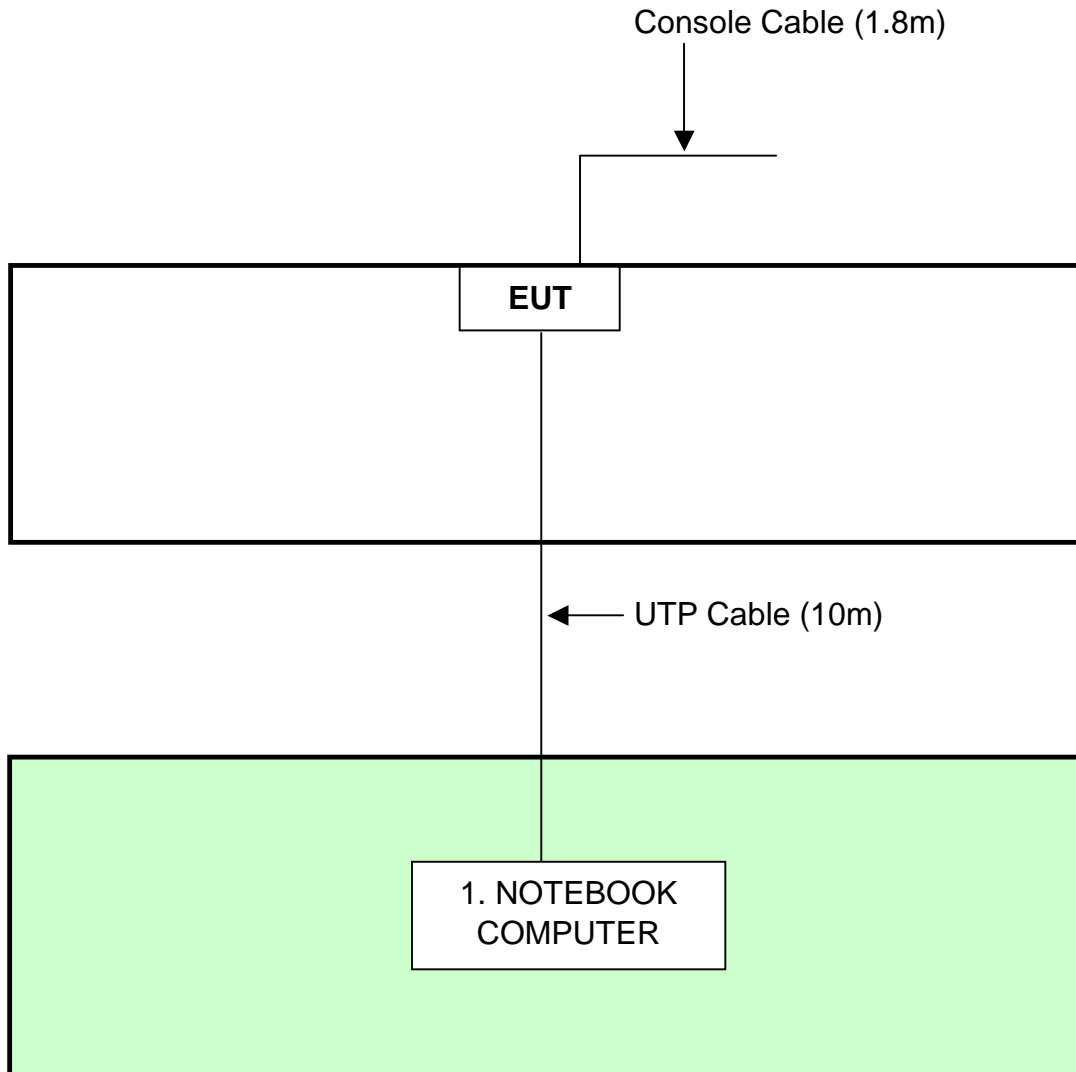 Console Cable (1.8m)
EUT
UTP Cable (10m)
1. NOTEBOOK
COMPUTER